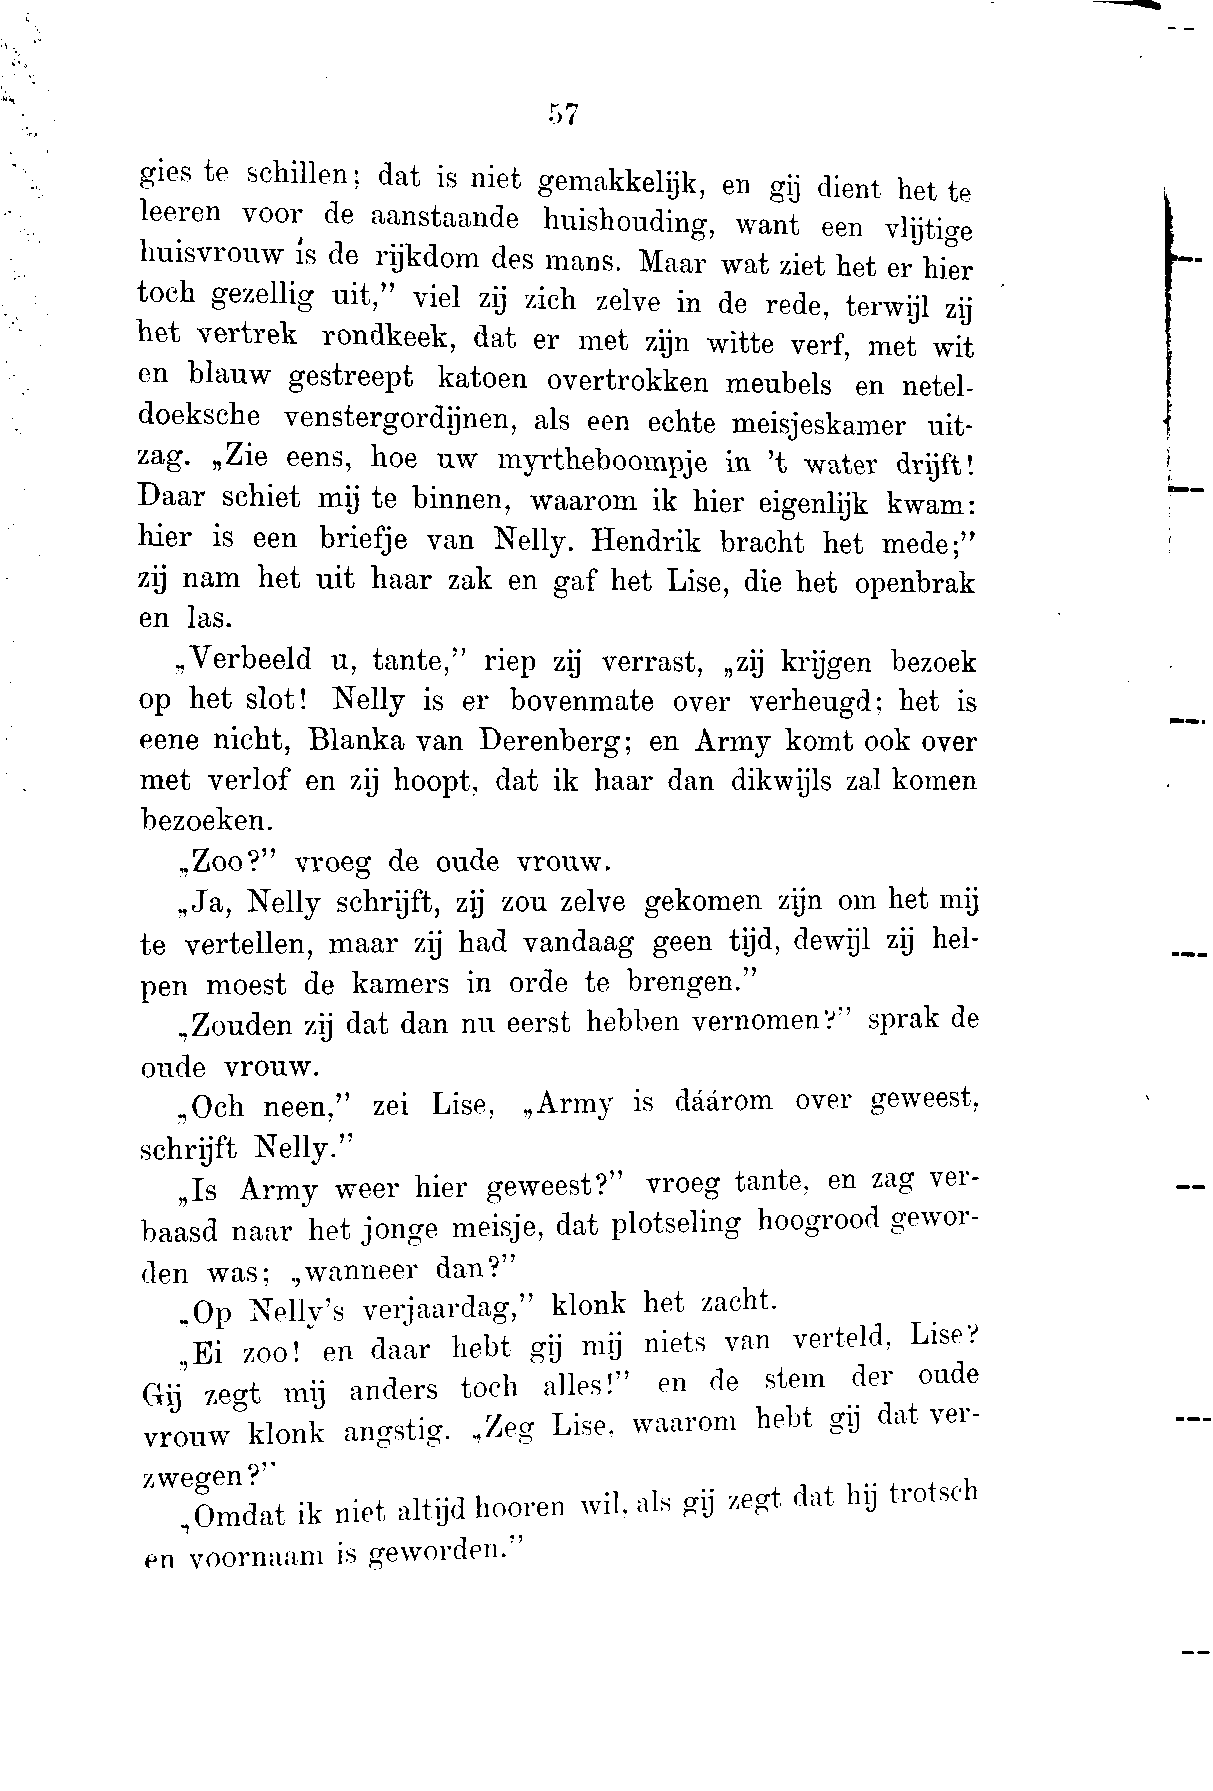 57
gies te schillen; dat is niet gemakkelijk, en gij dient het te
leeren voor de aanstaande huishouding, want een vlijtige
huisvrouw is de rijkdom des mans. Maar wat ziet het er hier
toch gezellig uit,” viel zij zich zelve in de rede, terwijl zij
het vertrek rondkeek, dat er met zijn witte verf, met wit
en blauw gestreept katoen overtrokken meubels en netel-
doeksche venstergordijnen, als een echte meisjeskamer uit-
zag. „Zie eens, hoe uw myrtheboompje in 't water drijft!
Daar schiet mij te binnen, waarom ik hier eigenlijk kwam:
hier is een briefje van Nelly. Hendrik bracht het mede;”
zij nam het uit haar zak en gaf het Lise, die het openbrak
en las.
„Verbeeld u, tante,” riep zij verrast, „zij krijgen bezoek
op het slot! Nelly is er bovenmate over verheugd; het is
eene nicht, Blanka van Derenberg; en Army komt ook over
met verlof en zij hoopt, dat ik haar dan dikwijls zal komen
bezoeken.
„Zoo?” vroeg de oude vrouw.
„Ja, Nelly schrijft, zij zou zelve gekomen zijn om het mij
te vertellen, maar zij had vandaag geen tijd, dewijl zij hel-
pen moest de kamers in orde te brengen.”
„Zouden zij dat dan nu eerst hebben vernomen?” sprak de
oude vrouw.
„Och neen,” zei Lise, „Army is dáárom over geweest,
schrijft Nelly.”
„Is Army weer hier geweest?” vroeg tante, en zag ver-
baasd naar het jonge meisje, dat plotseling hoogrood gewor-
den was; „wanneer dan?”
„Op Nelly's verjaardag,” klonk het zacht.
„Ei zoo! en daar hebt gij mij niets van verteld, Lise?
Gij zegt mij anders toch alles!” en de stem der oude
vrouw klonk angstig. „Zeg Lise, waarom hebt gij dat ver-
zwegen?”
„Omdat ik niet altijd hooren wil, als gij zegt dat hij trotsch
en voornaam is geworden.”